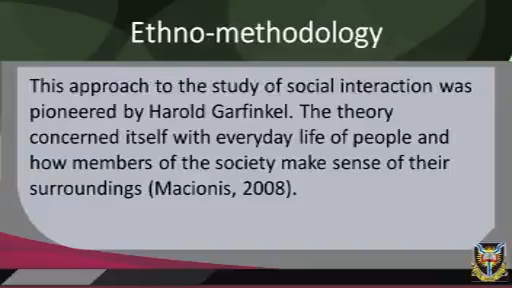 Ethno-methodology
This approach to the study of social interaction was
pioneered by Harold Garfinkel. The theory
concerned itself with everyday life of people and
how members of the society make sense of their
surroundings (Macionis, 2008).